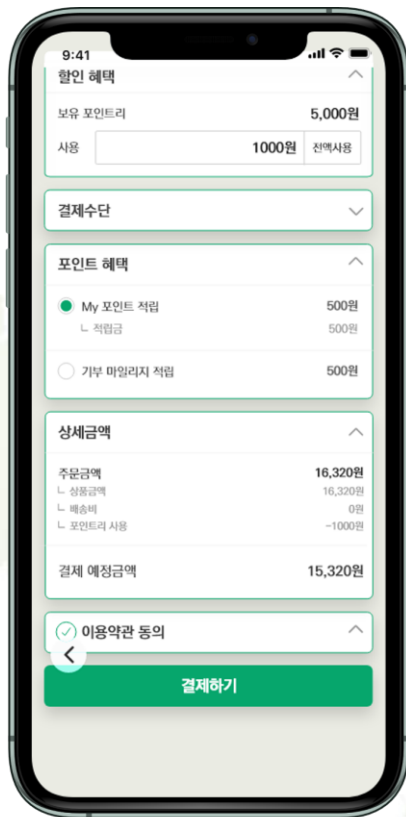 9:41
할인 혜택
보유 포인트리 5,000원
사용 1000원 전액사용
결제수단
포인트 혜택
My 포인트 적립 500원
ㄴ 적립금 500원
기부 마일리지 적립 500원
상세금액
주문금액 16,320원
ㄴ 상품금액 16,320원
ㄴ 배송비 0원
ㄴ 포인트리 사용 -1000원
결제 예정금액 15,320원
이용약관 동의
결제하기